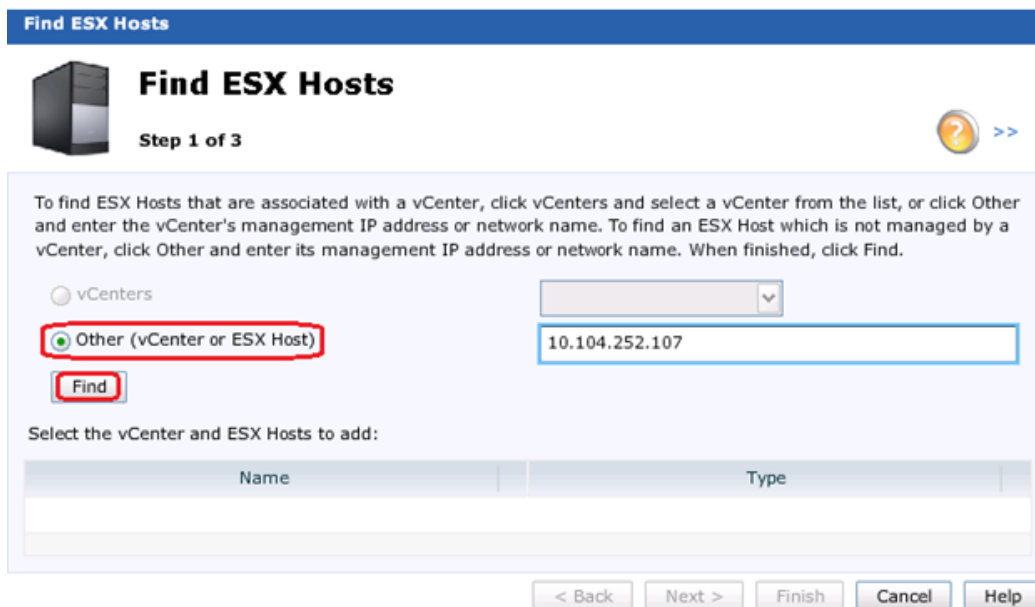 Find ESX Hosts
Find ESX Hosts
Step 1 of 3
? >>
To find ESX Hosts that are associated with a vCenter, click vCenters and select a vCenter from the list, or click Other
and enter the vCenter's management IP address or network name. To find an ESX Host which is not managed by a
vCenter, click Other and enter its management IP address or network name. When finished, click Find.
vCenters
Other (vCenter or ESX Host) 10.104.252.107
Find
Select the vCenter and ESX Hosts to add:
Name Type
< Back Next > Finish Cancel Help